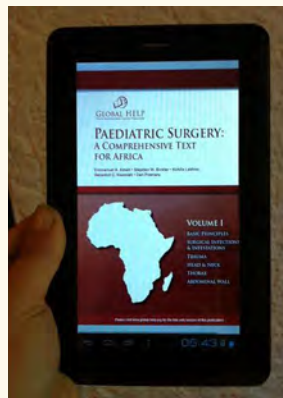 GLOBAL HELP
PAEDIATRIC SURGERY:
A COMPREHENSIVE TEXT
FOR AFRICA
VOLUME I
BASIC PRINCIPLES
SURGICAL INFECTIONS
& INFESTATIONS
TRAUMA
HEAD & NECK
THORAX
ABDOMINAL WALL
05:43